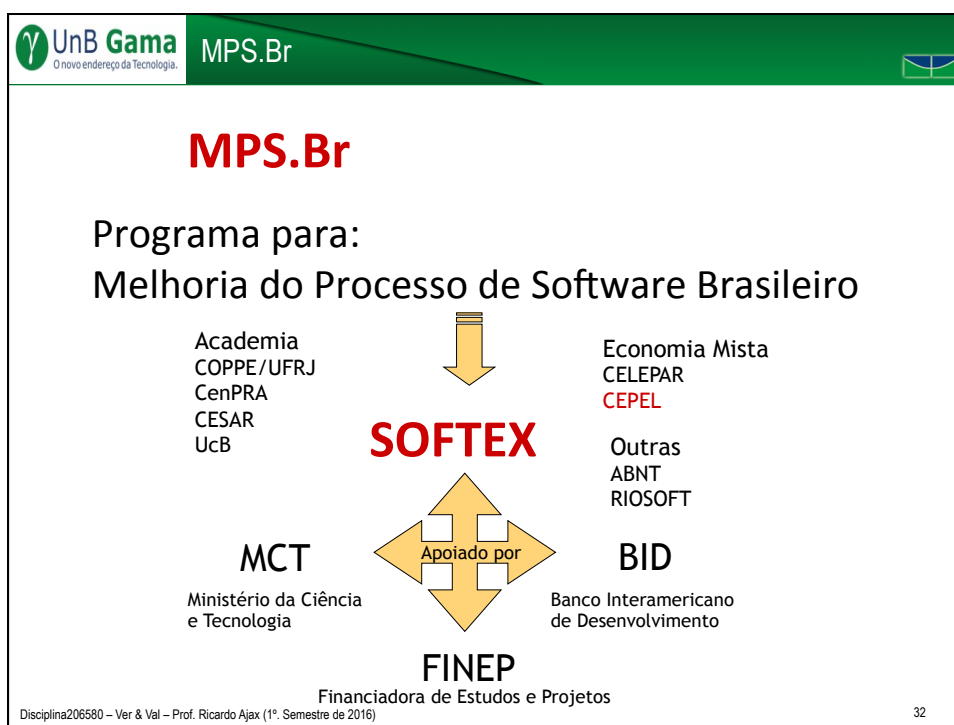 γ UnB Gama
O novo endereço da Tecnologia.
MPS.Br
MPS.Br
Programa para:
Melhoria do Processo de Software Brasileiro
Academia
COPPE/UFRJ
CenPRA
CESAR
UcB
Economia Mista
CELEPAR
CEPEL
SOFTEX
Outras
ABNT
RIOSOFT
MCT
Apoiado por
BID
Ministério da Ciência
e Tecnologia
Banco Interamericano
de Desenvolvimento
FINEP
Financiadora de Estudos e Projetos
Disciplina206580 – Ver & Val – Prof. Ricardo Ajax (1º. Semestre de 2016)
32